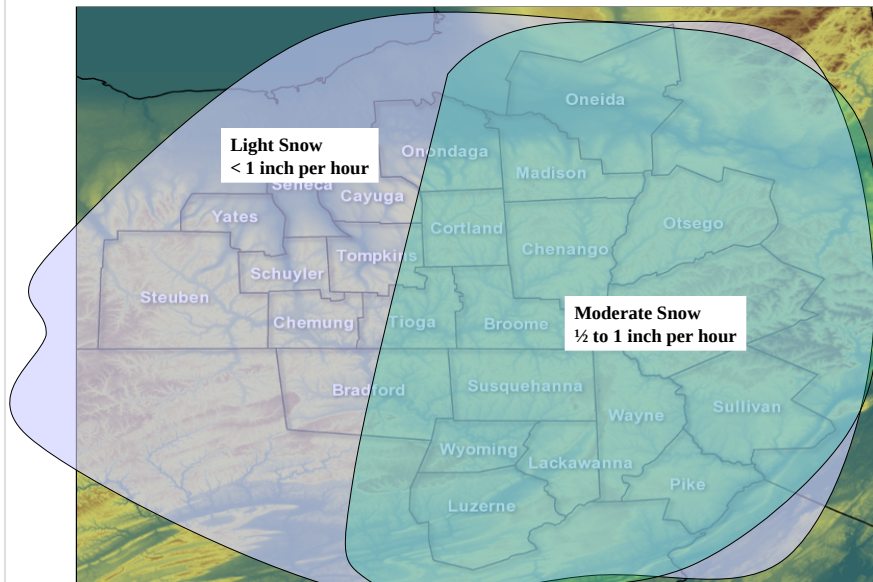 Oneida
Light Snow
< 1 inch per hour
Onondaga
Madison
Seneca
Cayuga
Yates
Cortland
Otsego
Chenango
Tompkins
Schuyler
Steuben
Chemung
Tioga
Broome
Moderate Snow
½ to 1 inch per hour
Bradford
Susquehanna
Wayne
Sullivan
Wyoming
Lackawanna
Pike
Luzerne